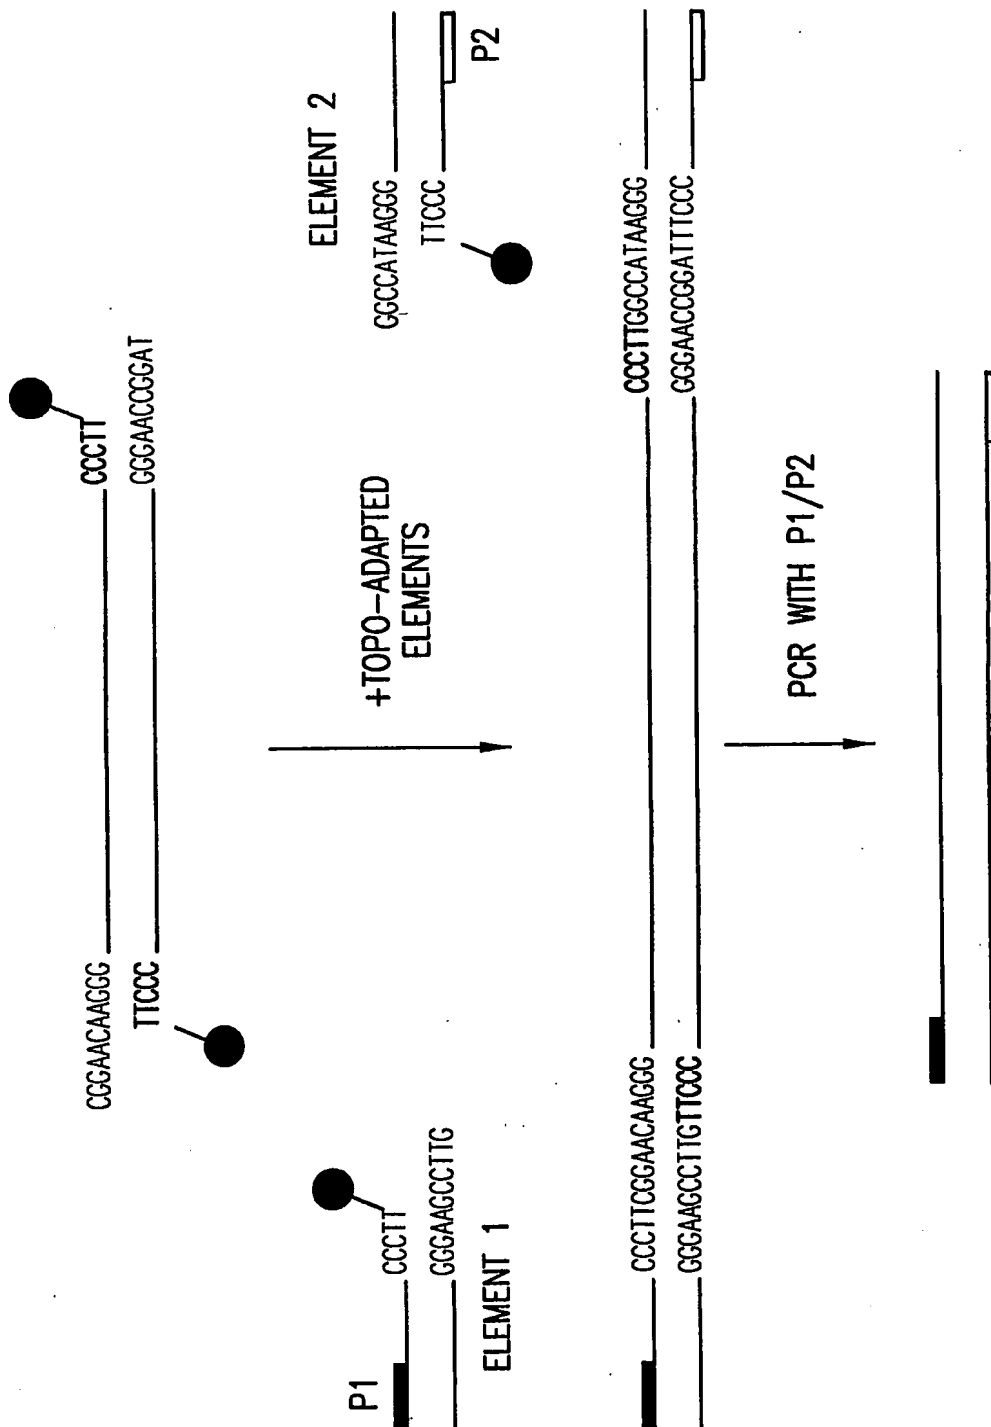 CGGAACAAGGG CCCTT
TTCCC GGGAACCGGAT
ELEMENT 2
P1 CCCTT GGCCATAAGGG
GGGAAGCCTTG TTCCC
ELEMENT 1 P2
+TOPO-ADAPTED
ELEMENTS
CCCTTCGGAACAAGGG CCCTTGGCCATAAGGG
GGGAAGCCTTGTTCCC GGGAACCGGATTTCCC
PCR WITH P1/P2